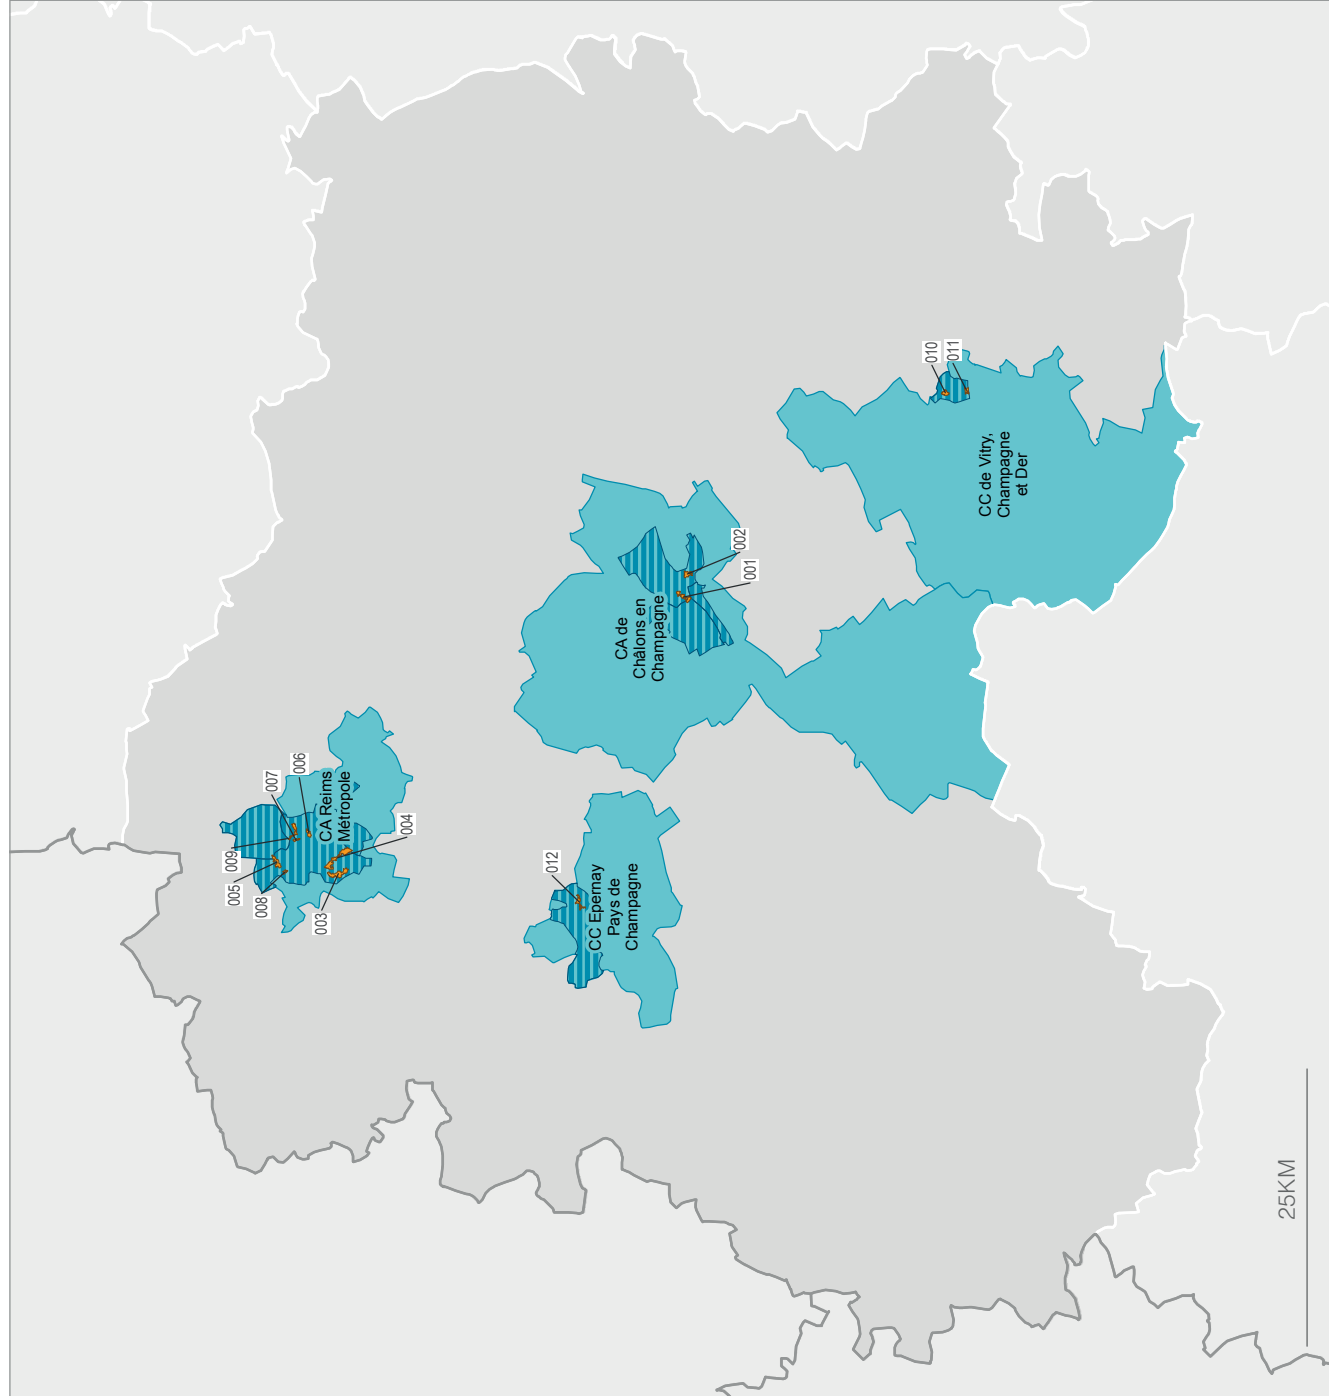 005
009
008
007
006
003
004
CA Reims
Métropole
012
CC Epernay
Pays de
Champagne
CA de
Châlons en
Champagne
001
002
010
011
CC de Vitry,
Champagne
et Der
25KM